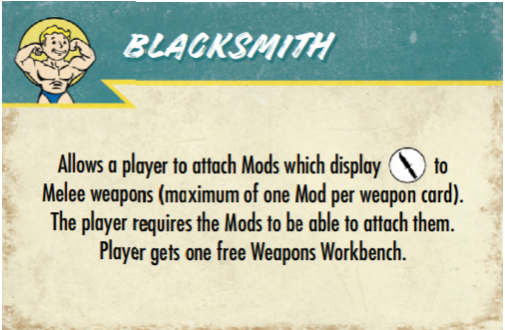 BLACKSMITH
Allows a player to attach Mods which display to
Melee weapons (maximum of one Mod per weapon card).
The player requires the Mods to be able to attach them.
Player gets one free Weapons Workbench.